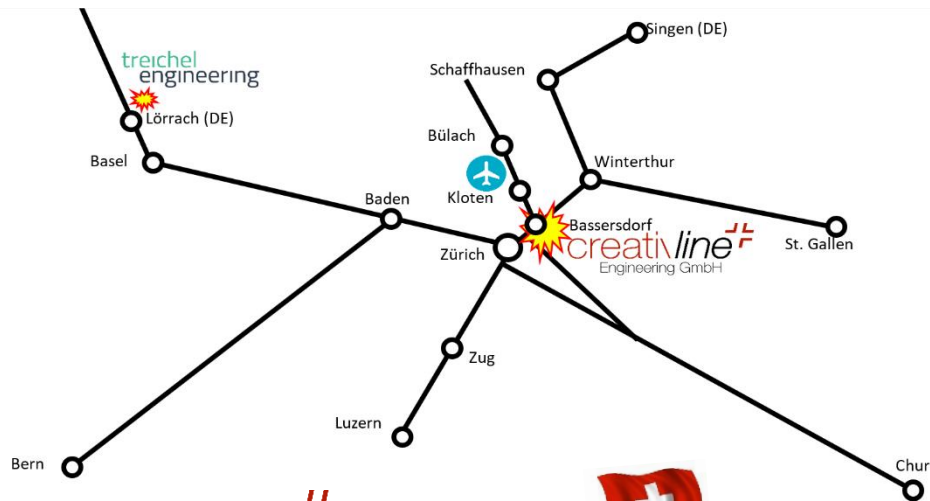 Singen (DE)
treichel
engineering
Schaffhausen
Lörrach (DE)
Bülach
Basel
Winterthur
Kloten
Baden
Bassersdorf
Zürich
creativline
Engineering GmbH
St. Gallen
Zug
Luzern
Bern
Chur